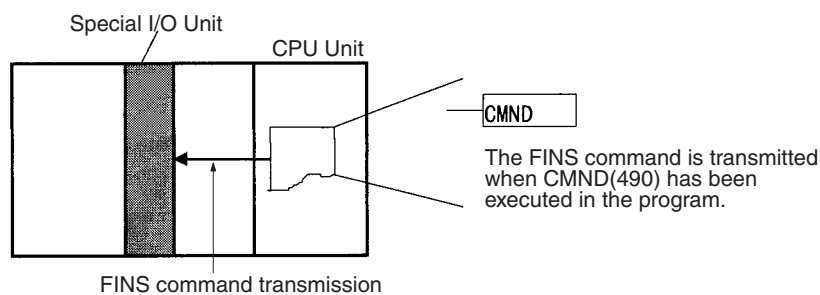 Special I/O Unit
CPU Unit
CMND
The FINS command is transmitted
when CMND(490) has been
executed in the program.
FINS command transmission